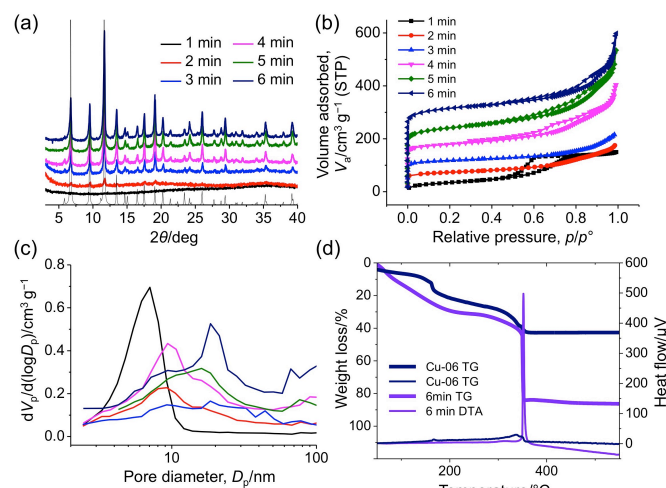 (a)
1 min
2 min
3 min
4 min
5 min
6 min
5 10 15 20 25 30 35 40
2θ/deg
(b)
1 min
2 min
3 min
4 min
5 min
6 min
Volume adsorbed,
Va/cm³ g⁻¹ (STP)
600
400
200
0
0.0 0.2 0.4 0.6 0.8 1.0
Relative pressure, p/p°
(c)
dVp/d(logDp)/cm³ g⁻¹
0.8
0.6
0.4
0.2
0.0
10 100
Pore diameter, Dp/nm
(d)
Weight loss/%
0
20
40
60
80
100
Cu-06 TG
Cu-06 TG
6min TG
6 min DTA
600
500
400
300
200
100
0
Heat flow/μV
200 400
Temperature/°C